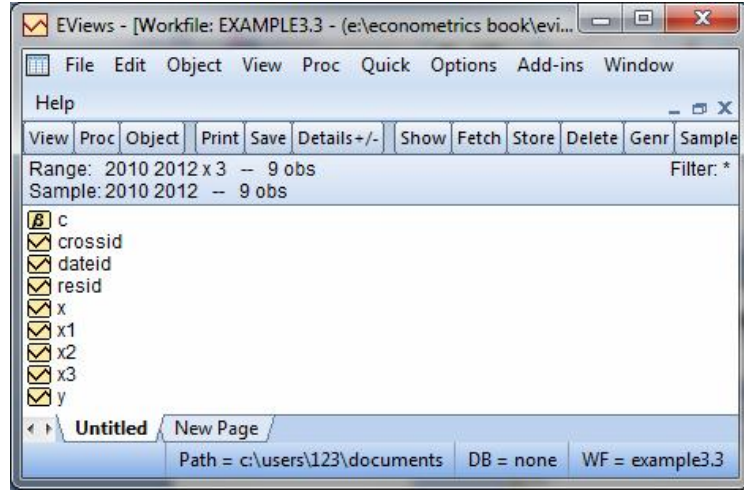 EViews - [Workfile: EXAMPLE3.3 - (e:\econometrics book\evi...
File Edit Object View Proc Quick Options Add-ins Window
Help
View Proc Object Print Save Details+/- Show Fetch Store Delete Genr Sample
Range: 2010 2012 x 3 -- 9 obs Filter: *
Sample: 2010 2012 -- 9 obs
β c
crossid
dateid
resid
x
x1
x2
x3
y
Untitled New Page
Path = c:\users\123\documents DB = none WF = example3.3